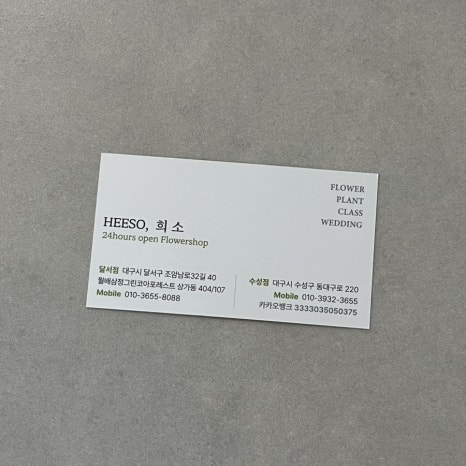 FLOWER
PLANT
CLASS
WEDDING
HEESO, 희소
24hours open Flowershop
달서점 대구시 달서구 조암남로32길 40
월배삼정그린코아포레스트 상가동 404/107
Mobile 010-3655-8088
수성점 대구시 수성구 동대구로 220
Mobile 010-3932-3655
카카오뱅크 3333035050375